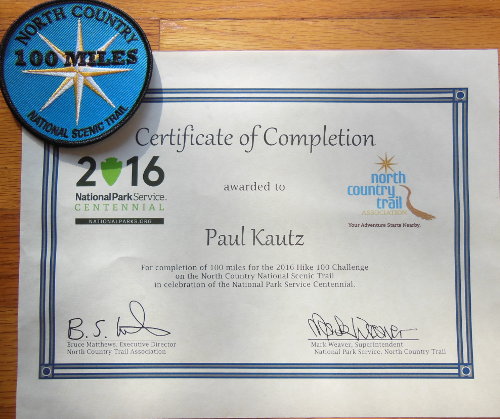 NORTH COUNTRY
100 MILES
NATIONAL SCENIC TRAIL
Certificate of Completion
2016
National Park Service®
CENTENNIAL
NATIONALPARKS.ORG
awarded to
north
country
trail
ASSOCIATION
Your Adventure Starts Nearby.
Paul Kautz
For completion of 100 miles for the 2016 Hike 100 Challenge
on the North Country National Scenic Trail
in celebration of the National Park Service Centennial.
Bruce Matthews, Executive Director
North Country Trail Association
Mark Weaver
Mark Weaver, Superintendent
National Park Service, North Country Trail